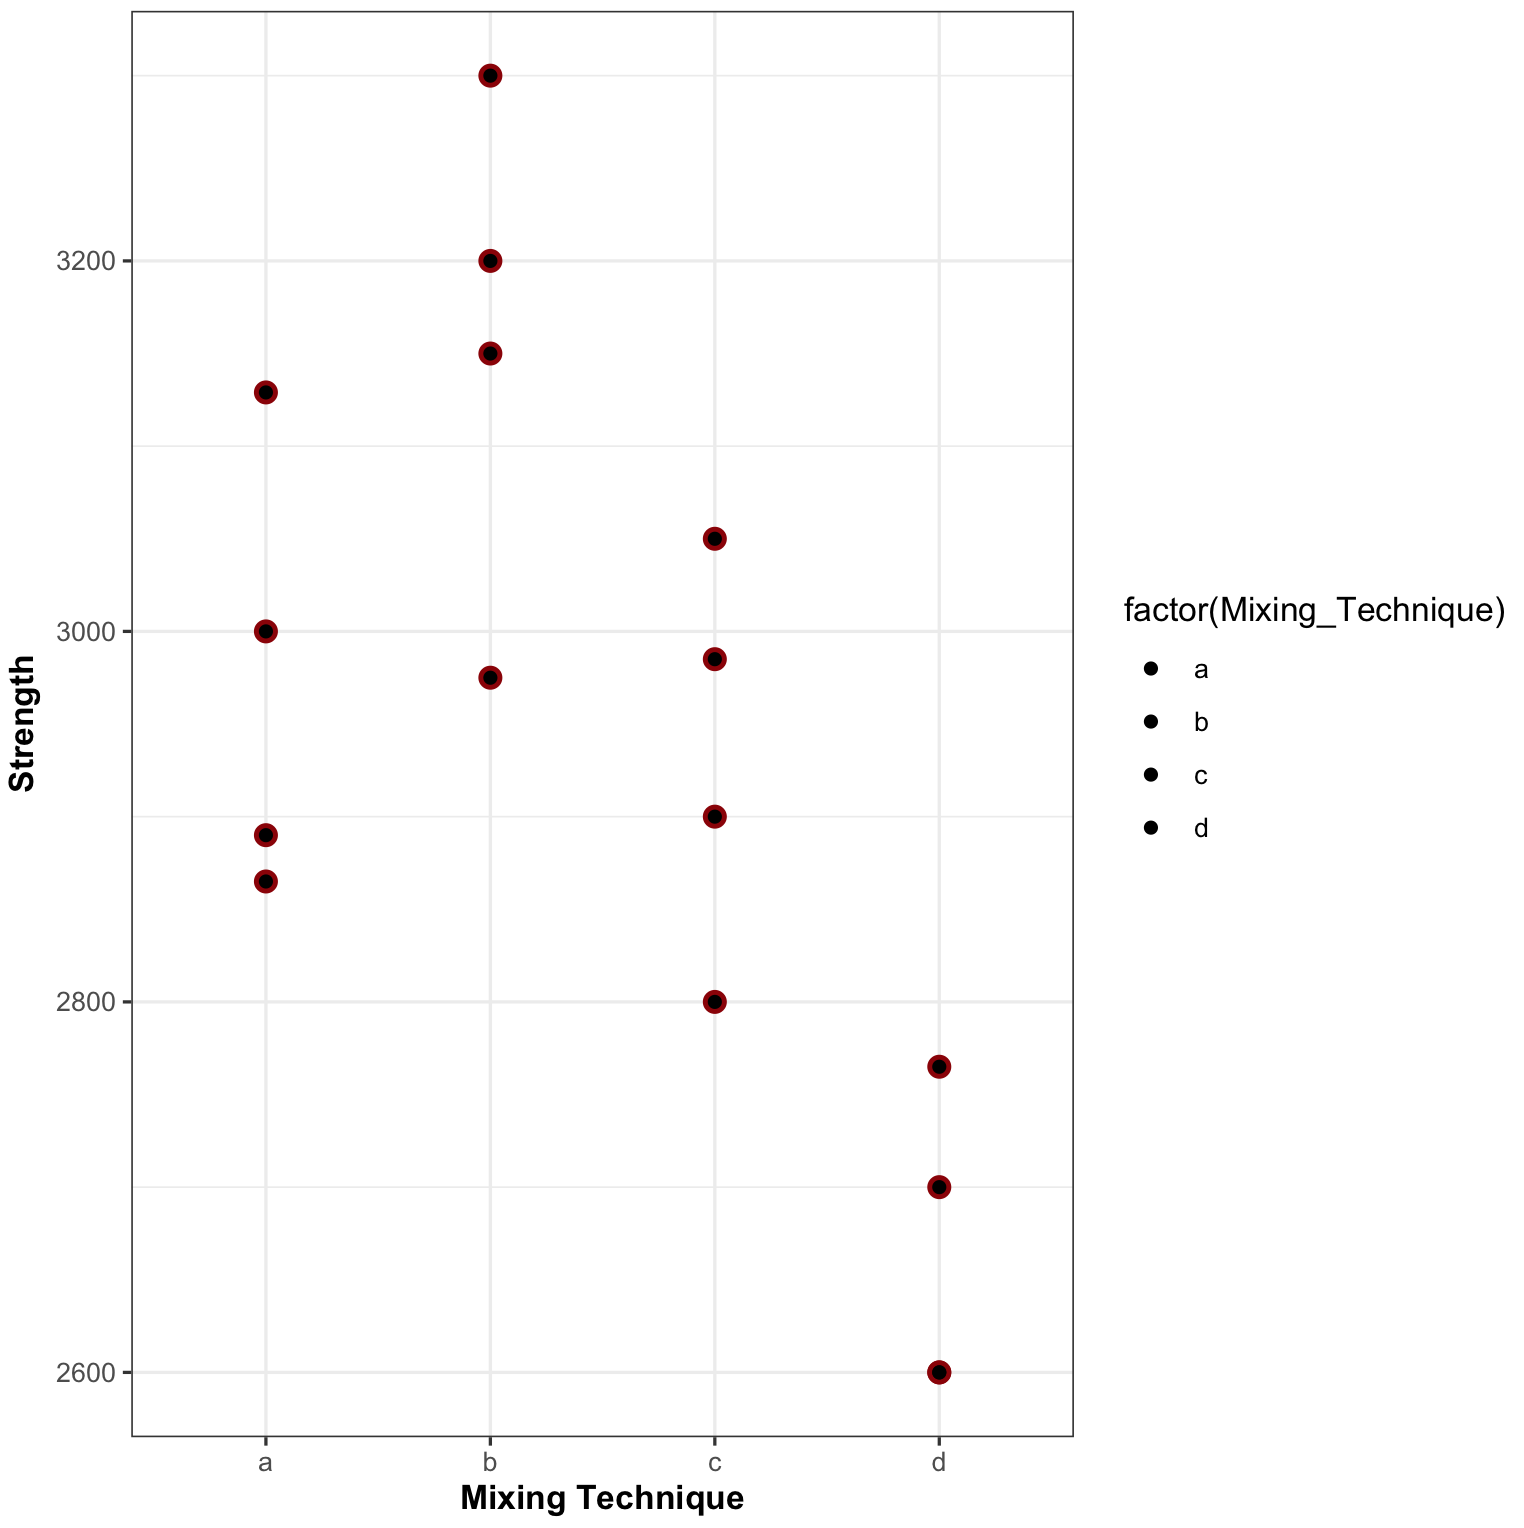 3200
3000
2800
2600
Strength
a b c d
Mixing Technique
factor(Mixing_Technique)
a
b
c
d